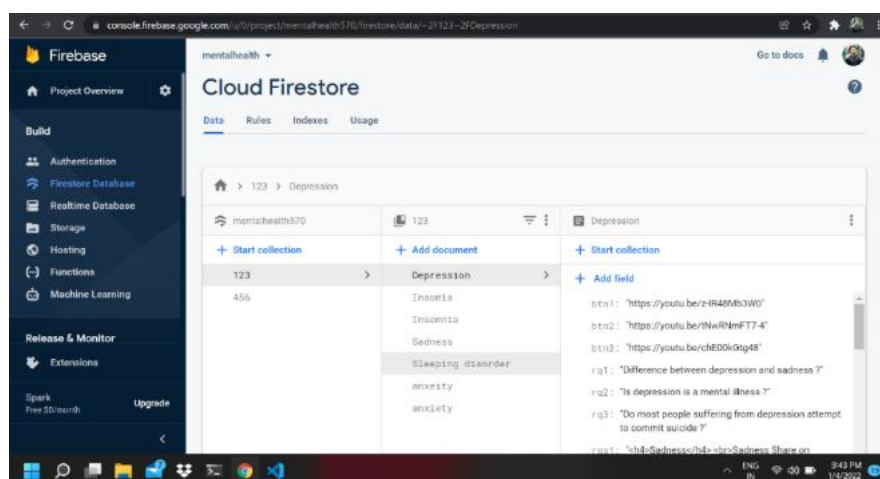 console.firebase.google.com/u/0/project/mentalhealth570/firestore/data/~2F123~2FDepression
Firebase
mentalhealth
Go to docs
Project Overview
Cloud Firestore
Build
Data Rules Indexes Usage
Authentication
Firestore Database
Realtime Database
Storage
Hosting
Functions
Machine Learning
Release & Monitor
Extensions
Spark
Free $0/month
Upgrade
> 123 > Depression
mentalhealth570
+ Start collection
123
456
123
+ Add document
Depression
Insomia
Insomnia
Sadness
Sleeping disorder
anxeity
anxiety
Depression
+ Start collection
+ Add field
btn1: "https://youtu.be/z-IR48Mb3W0"
btn2: "https://youtu.be/tNwRNmFT7-4"
btn3: "https://youtu.be/chE00kGtg48"
rq1: "Difference between depression and sadness ?"
rq2: "Is depression is a mental illness ?"
rq3: "Do most people suffering from depression attempt
to commit suicide ?"
"<h4>Sadness</h4> <br>Sadness Share on
ENG
IN
9:43 PM
1/4/2022